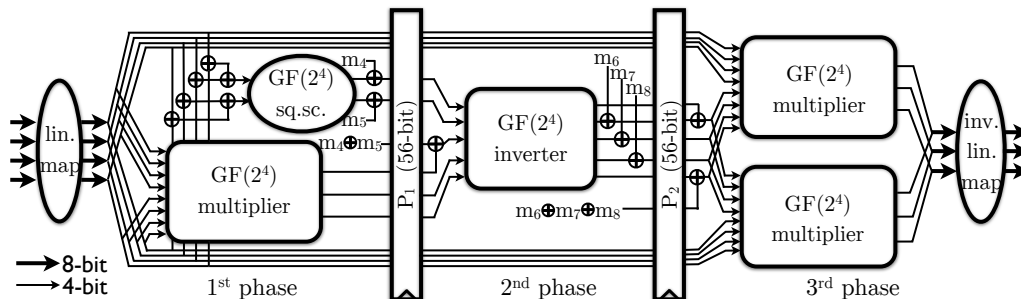 lin.
map
GF(2⁴)
sq.sc.
m₄
m₅
m₄⊕m₅
GF(2⁴)
multiplier
P₁ (56-bit)
GF(2⁴)
inverter
m₆
m₇
m₈
m₆⊕m₇⊕m₈
P₂ (56-bit)
GF(2⁴)
multiplier
GF(2⁴)
multiplier
inv.
lin.
map
8-bit
4-bit
1ˢᵗ phase
2ⁿᵈ phase
3ʳᵈ phase